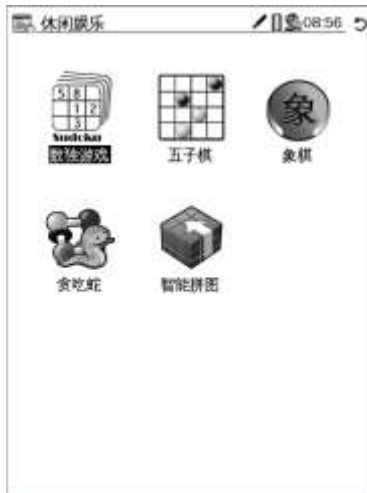 休闲娱乐 08:56
5 8
1 2
3
Sudoku
象
数独游戏 五子棋 象棋
贪吃蛇 智能拼图